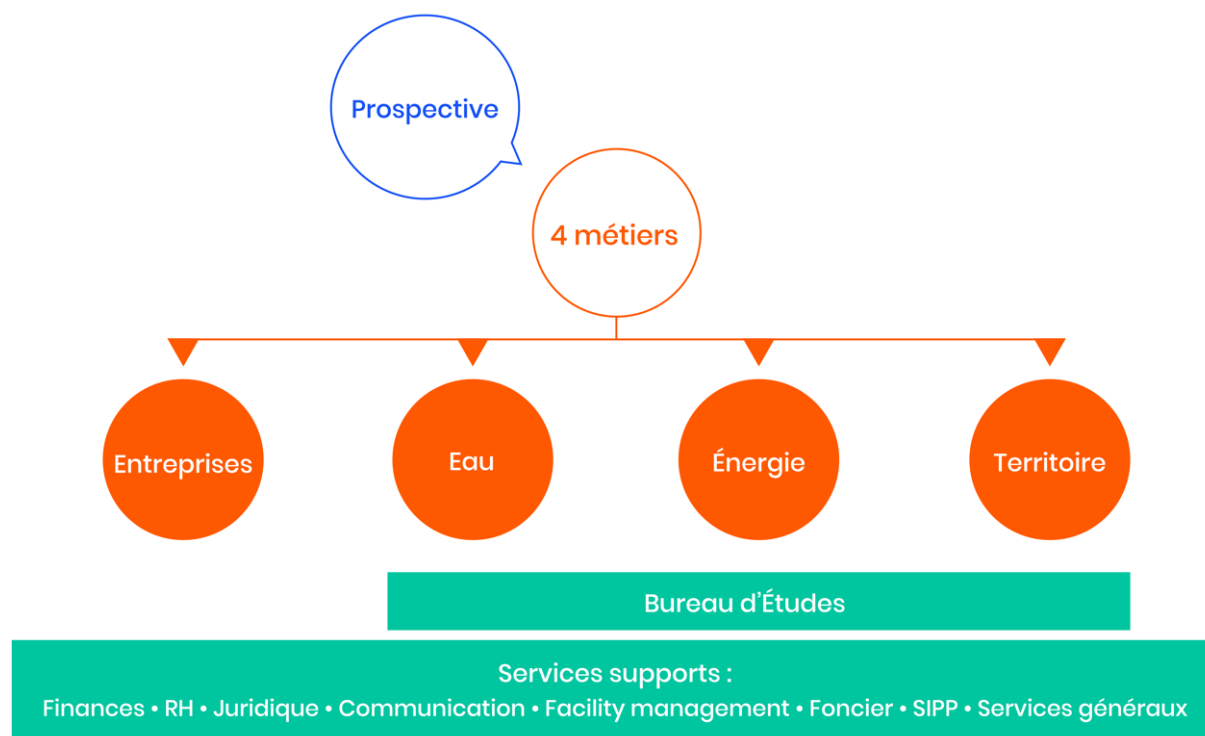 Prospective
4 métiers
Entreprises
Eau
Énergie
Territoire
Bureau d’Études
Services supports :
Finances • RH • Juridique • Communication • Facility management • Foncier • SIPP • Services généraux